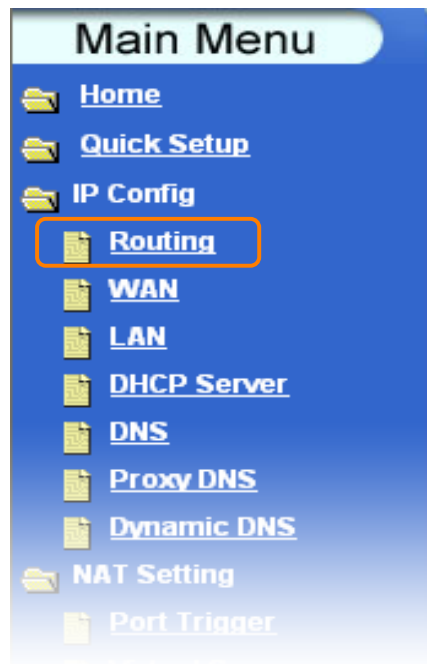 Main Menu
Home
Quick Setup
IP Config
Routing
WAN
LAN
DHCP Server
DNS
Proxy DNS
Dynamic DNS
NAT Setting
Port Trigger